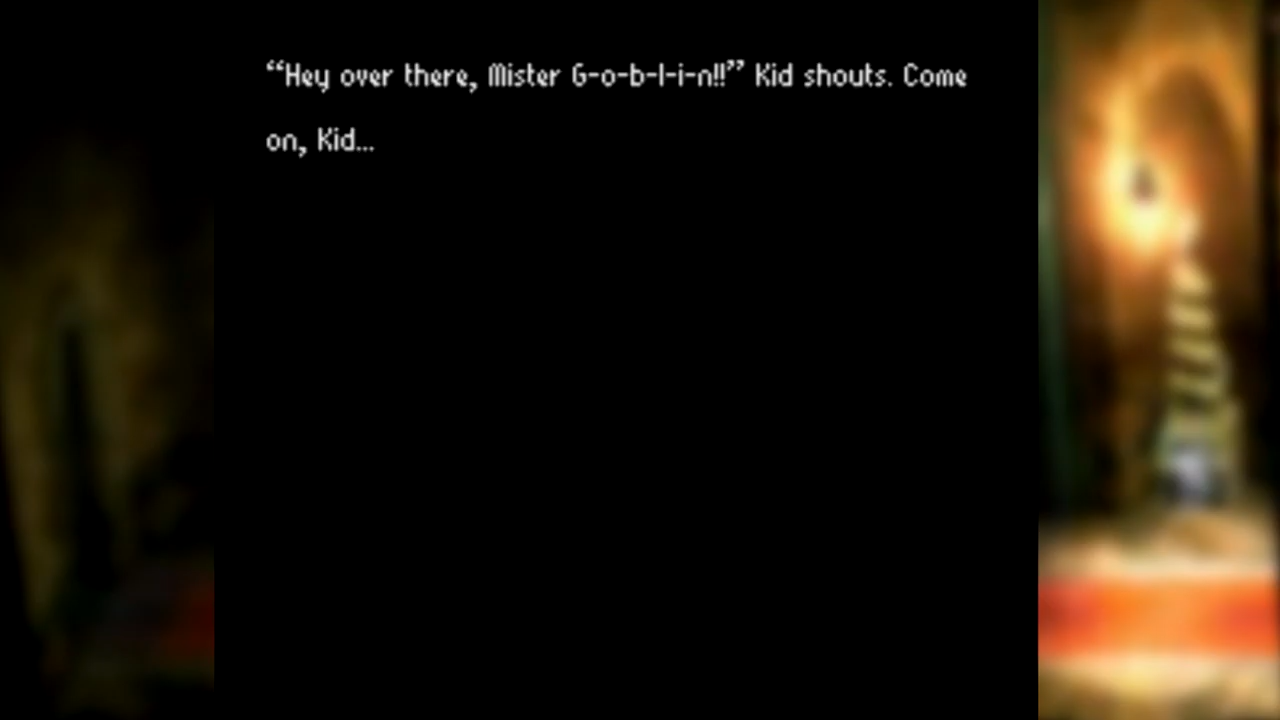 “Hey over there, Mister G-o-b-l-i-n!!” Kid shouts. Come
on, Kid...